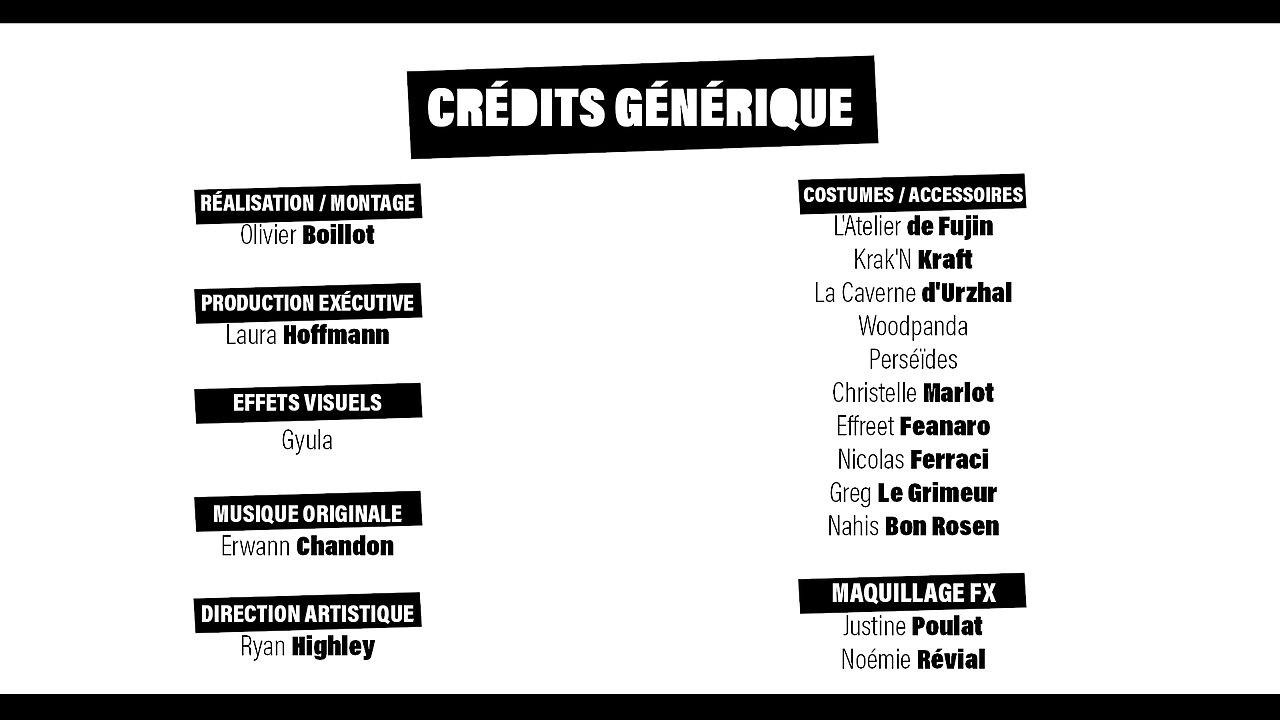 CRÉDITS GÉNÉRIQUE
RÉALISATION / MONTAGE
Olivier Boillot
PRODUCTION EXÉCUTIVE
Laura Hoffmann
EFFETS VISUELS
Gyula
MUSIQUE ORIGINALE
Erwann Chandon
DIRECTION ARTISTIQUE
Ryan Highley
COSTUMES / ACCESSOIRES
L'Atelier de Fujin
Krak'N Kraft
La Caverne d'Urzhal
Woodpanda
Perséïdes
Christelle Marlot
Effreet Feanaro
Nicolas Ferraci
Greg Le Grimeur
Nahis Bon Rosen
MAQUILLAGE FX
Justine Poulat
Noémie Révial